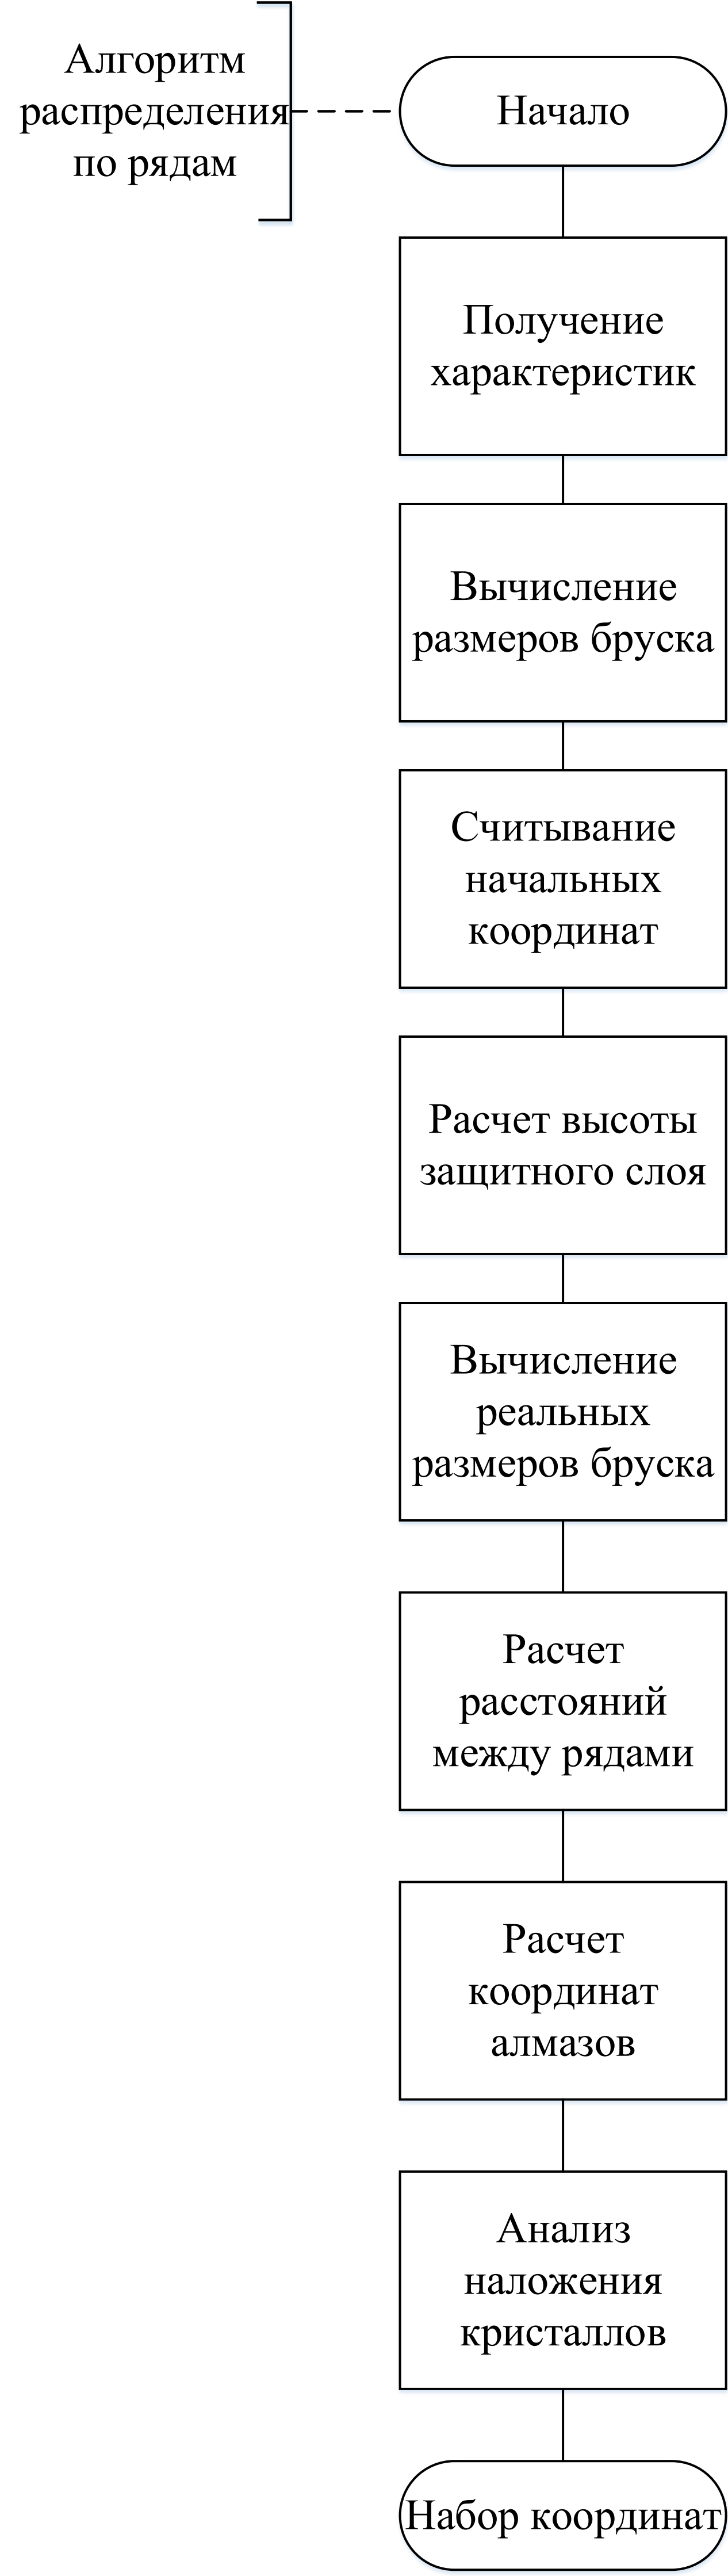 Алгоритм
распределения
по рядам
Начало
Получение
характеристик
Вычисление
размеров бруска
Считывание
начальных
координат
Расчет высоты
защитного слоя
Вычисление
реальных
размеров бруска
Расчет
расстояний
между рядами
Расчет
координат
алмазов
Анализ
наложения
кристаллов
Набор координат